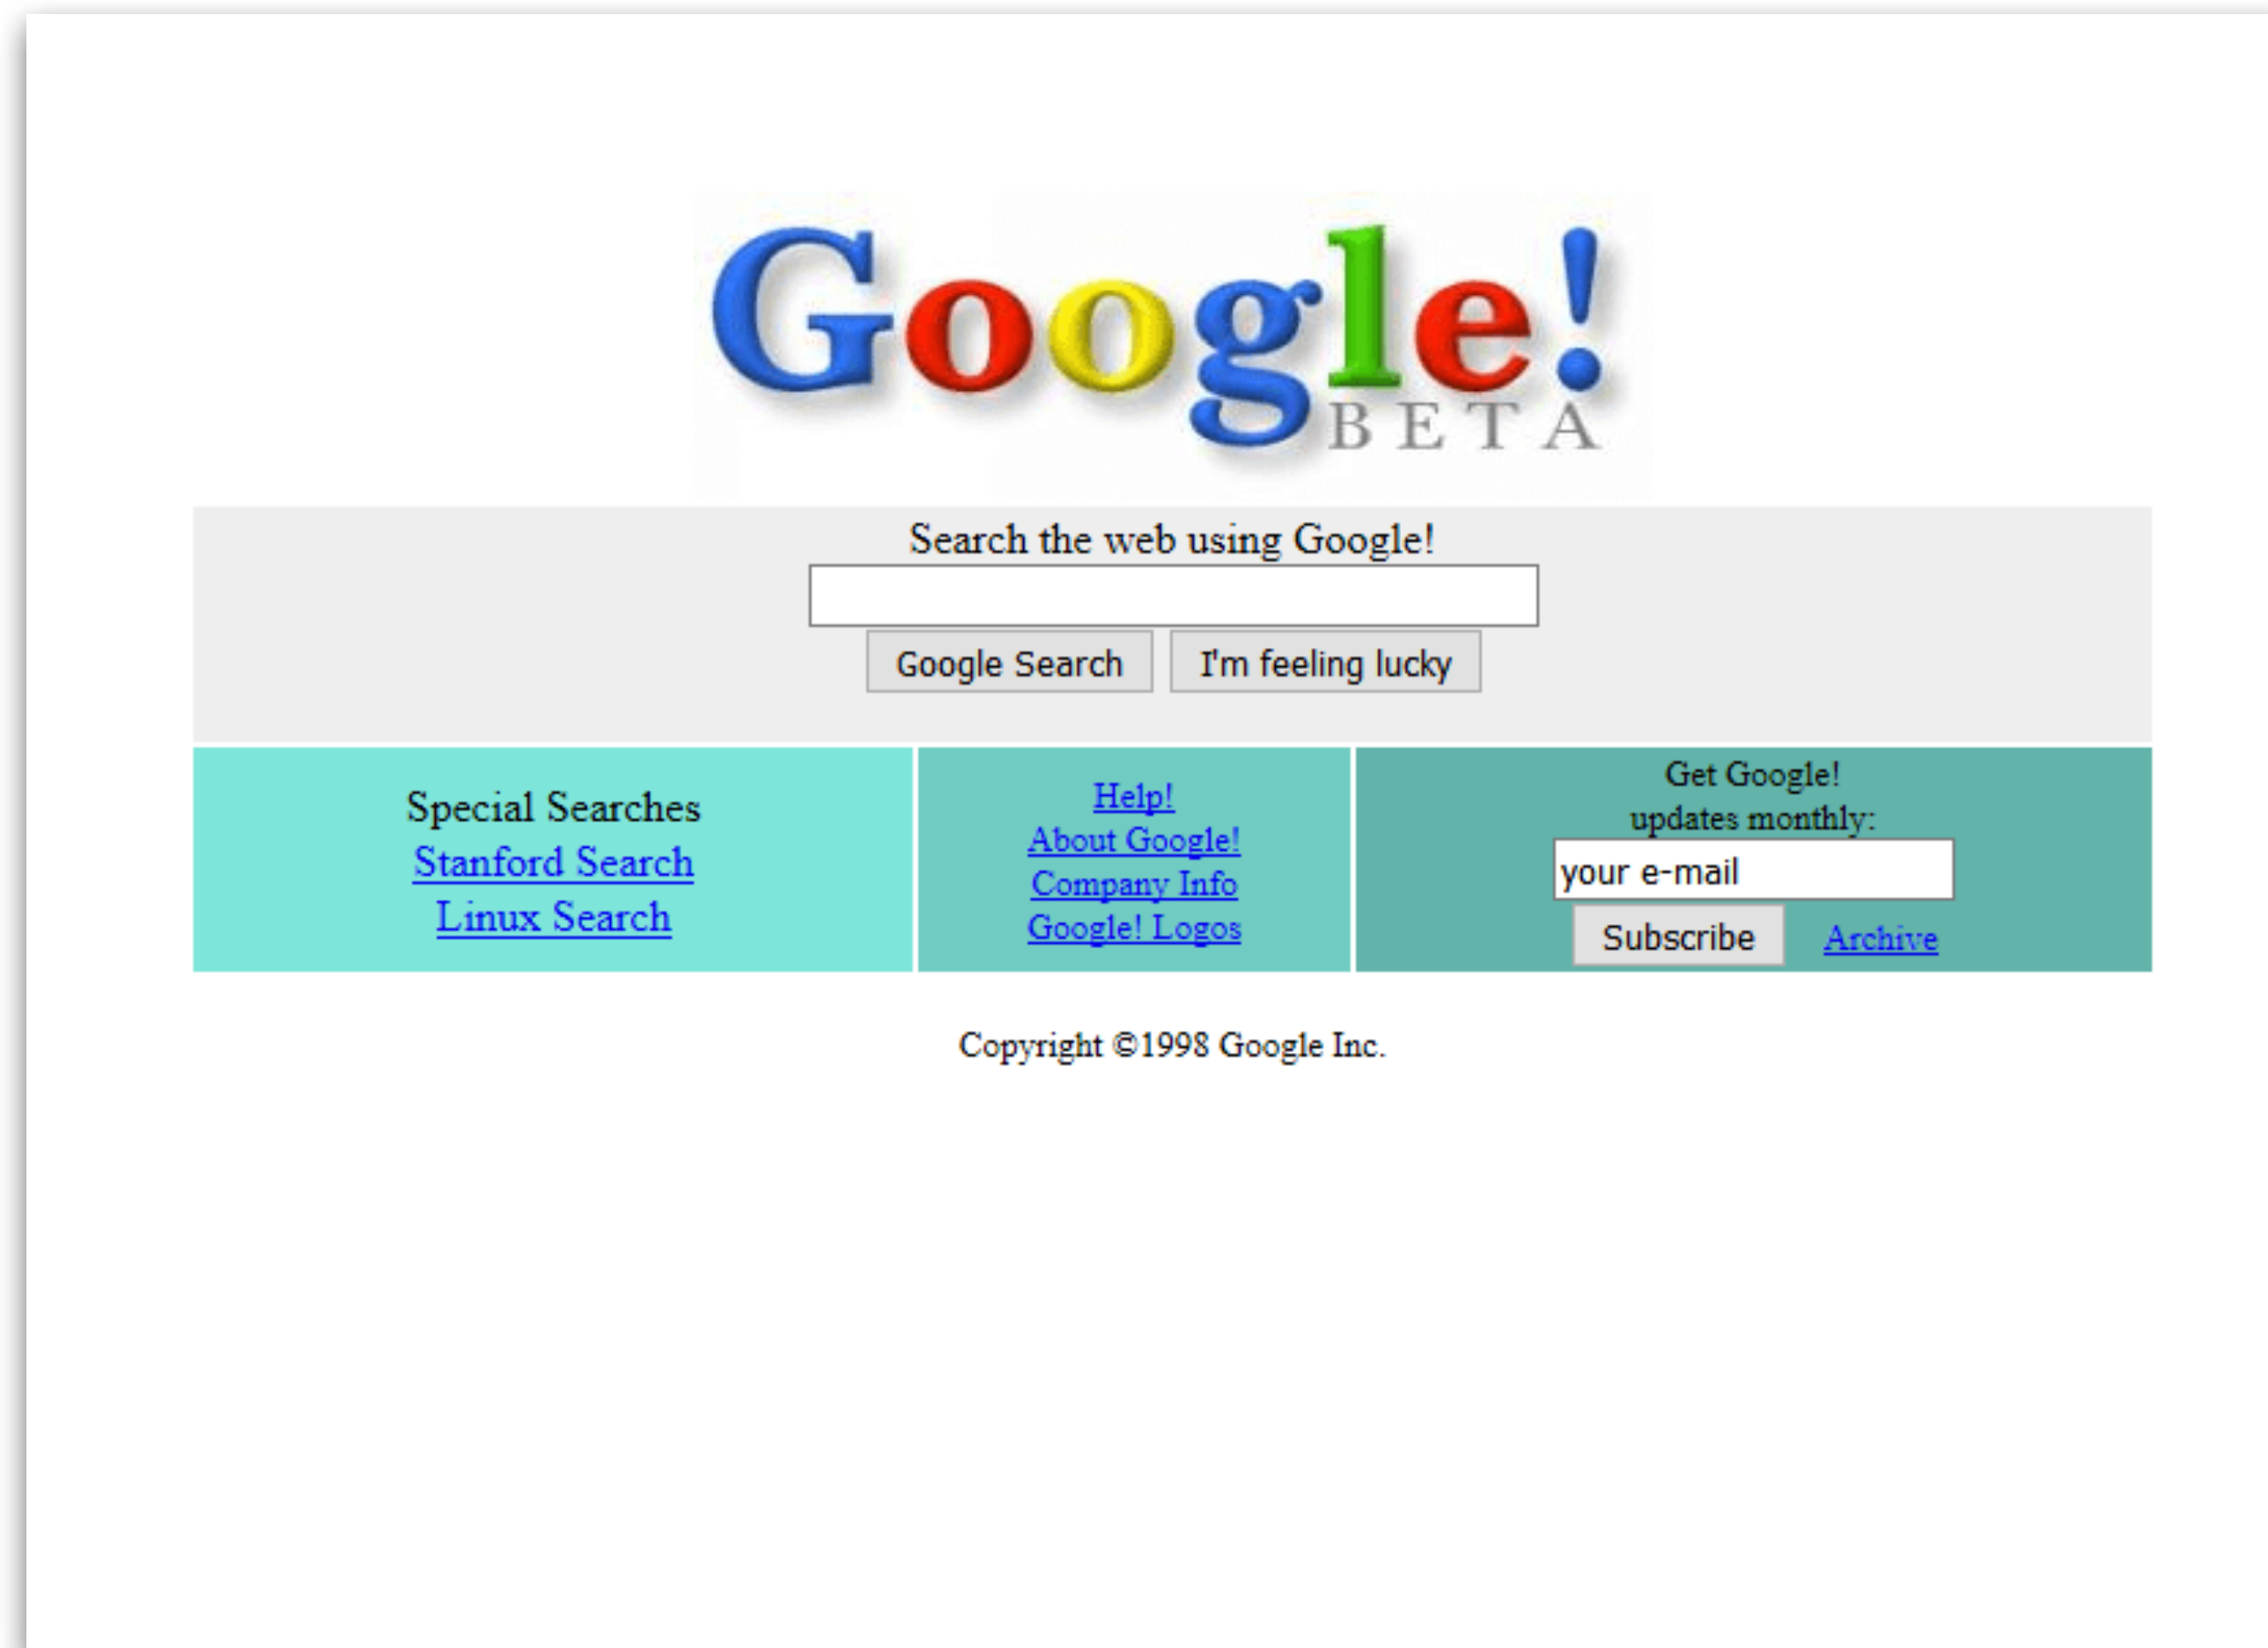 Google!
BETA
Search the web using Google!
Google Search I'm feeling lucky
Special Searches
Stanford Search
Linux Search
Help!
About Google!
Company Info
Google! Logos
Get Google!
updates monthly:
your e-mail
Subscribe Archive
Copyright ©1998 Google Inc.